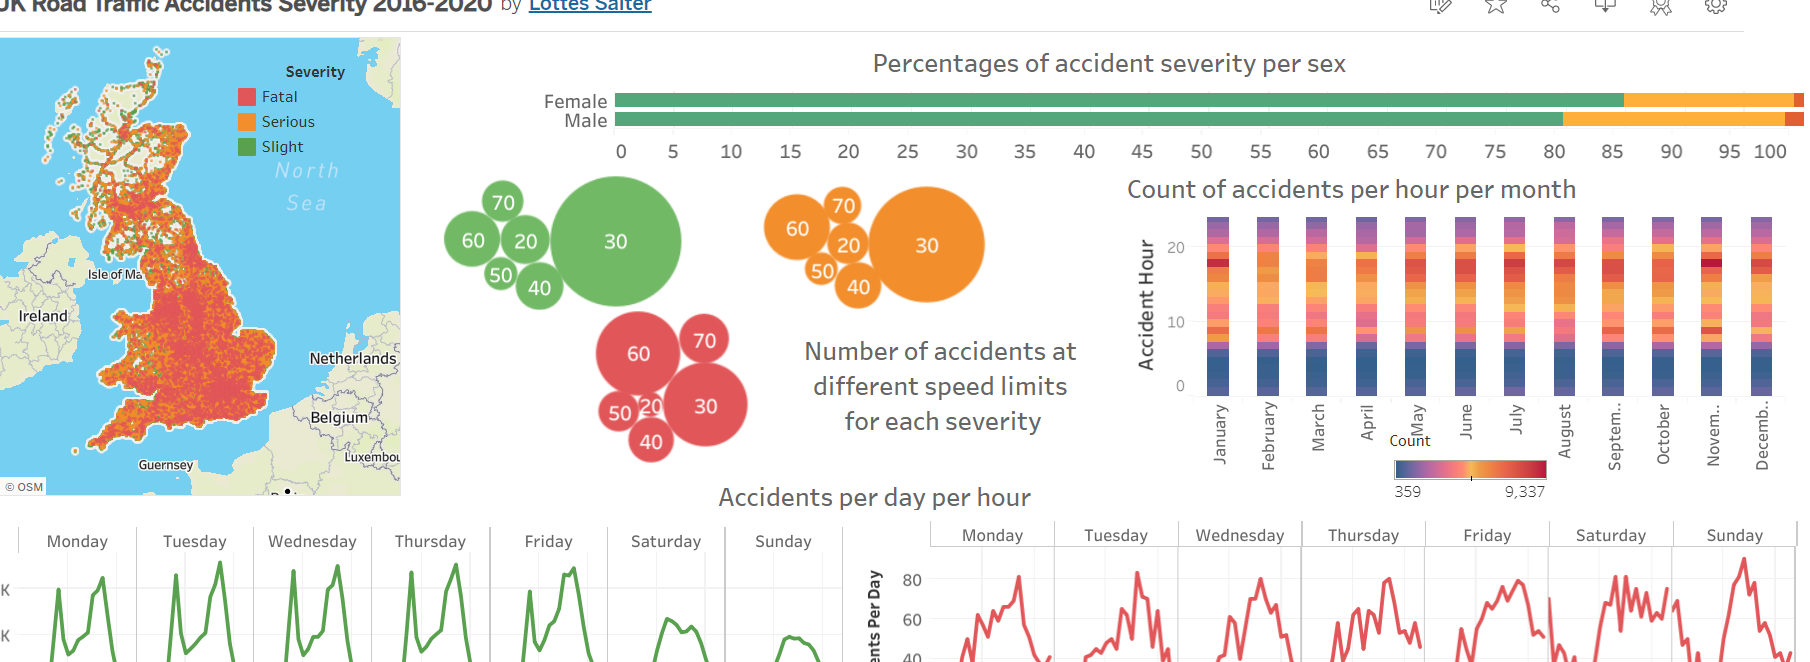 UK Road Traffic Accidents Severity 2016-2020 by Lottes Salter
Severity
Fatal
Serious
Slight
North
Sea
Isle of Ma
Ireland
Netherlands
Belgium
Luxembou
Guernsey
© OSM
Percentages of accident severity per sex
Female
Male
0 5 10 15 20 25 30 35 40 45 50 55 60 65 70 75 80 85 90 95 100
70
60 20 30
50 40
70
60 20 30
50 40
60 70
50 20 30
40
Number of accidents at
different speed limits
for each severity
Count of accidents per hour per month
Accident Hour
20
10
0
January February March April May June July August Septem.. October Novem.. Decemb..
Count
359 9,337
Accidents per day per hour
Monday Tuesday Wednesday Thursday Friday Saturday Sunday
K
K
Monday Tuesday Wednesday Thursday Friday Saturday Sunday
ents Per Day
80
60
40